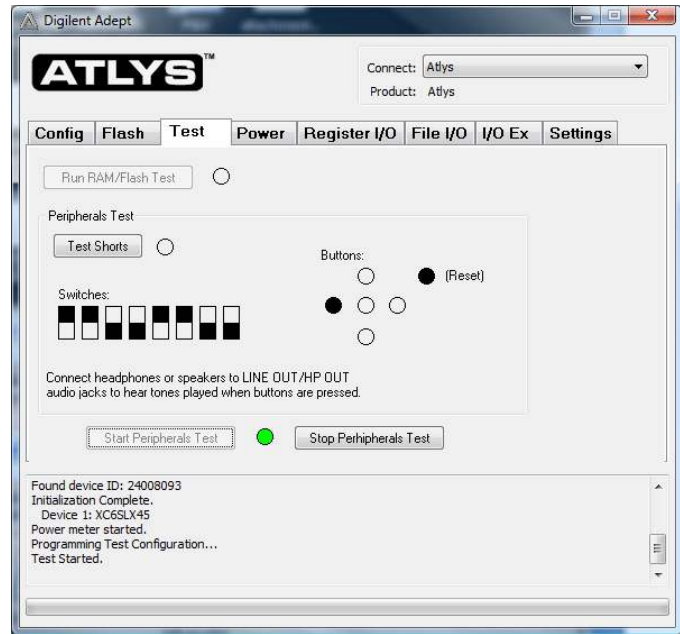 Digilent Adept
ATLYS™
Connect: Atlys
Product: Atlys
Config Flash Test Power Register I/O File I/O I/O Ex Settings
Run RAM/Flash Test
Peripherals Test
Test Shorts
Buttons:
(Reset)
Switches:
Connect headphones or speakers to LINE OUT/HP OUT
audio jacks to hear tones played when buttons are pressed.
Start Peripherals Test Stop Perhipherals Test
Found device ID: 24008093
Initialization Complete.
Device 1: XC6SLX45
Power meter started.
Programming Test Configuration...
Test Started.